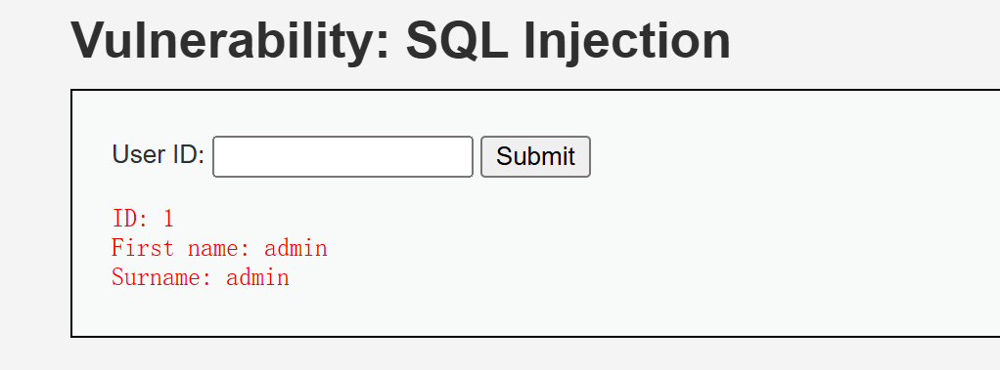 Vulnerability: SQL Injection
User ID: Submit
ID: 1
First name: admin
Surname: admin